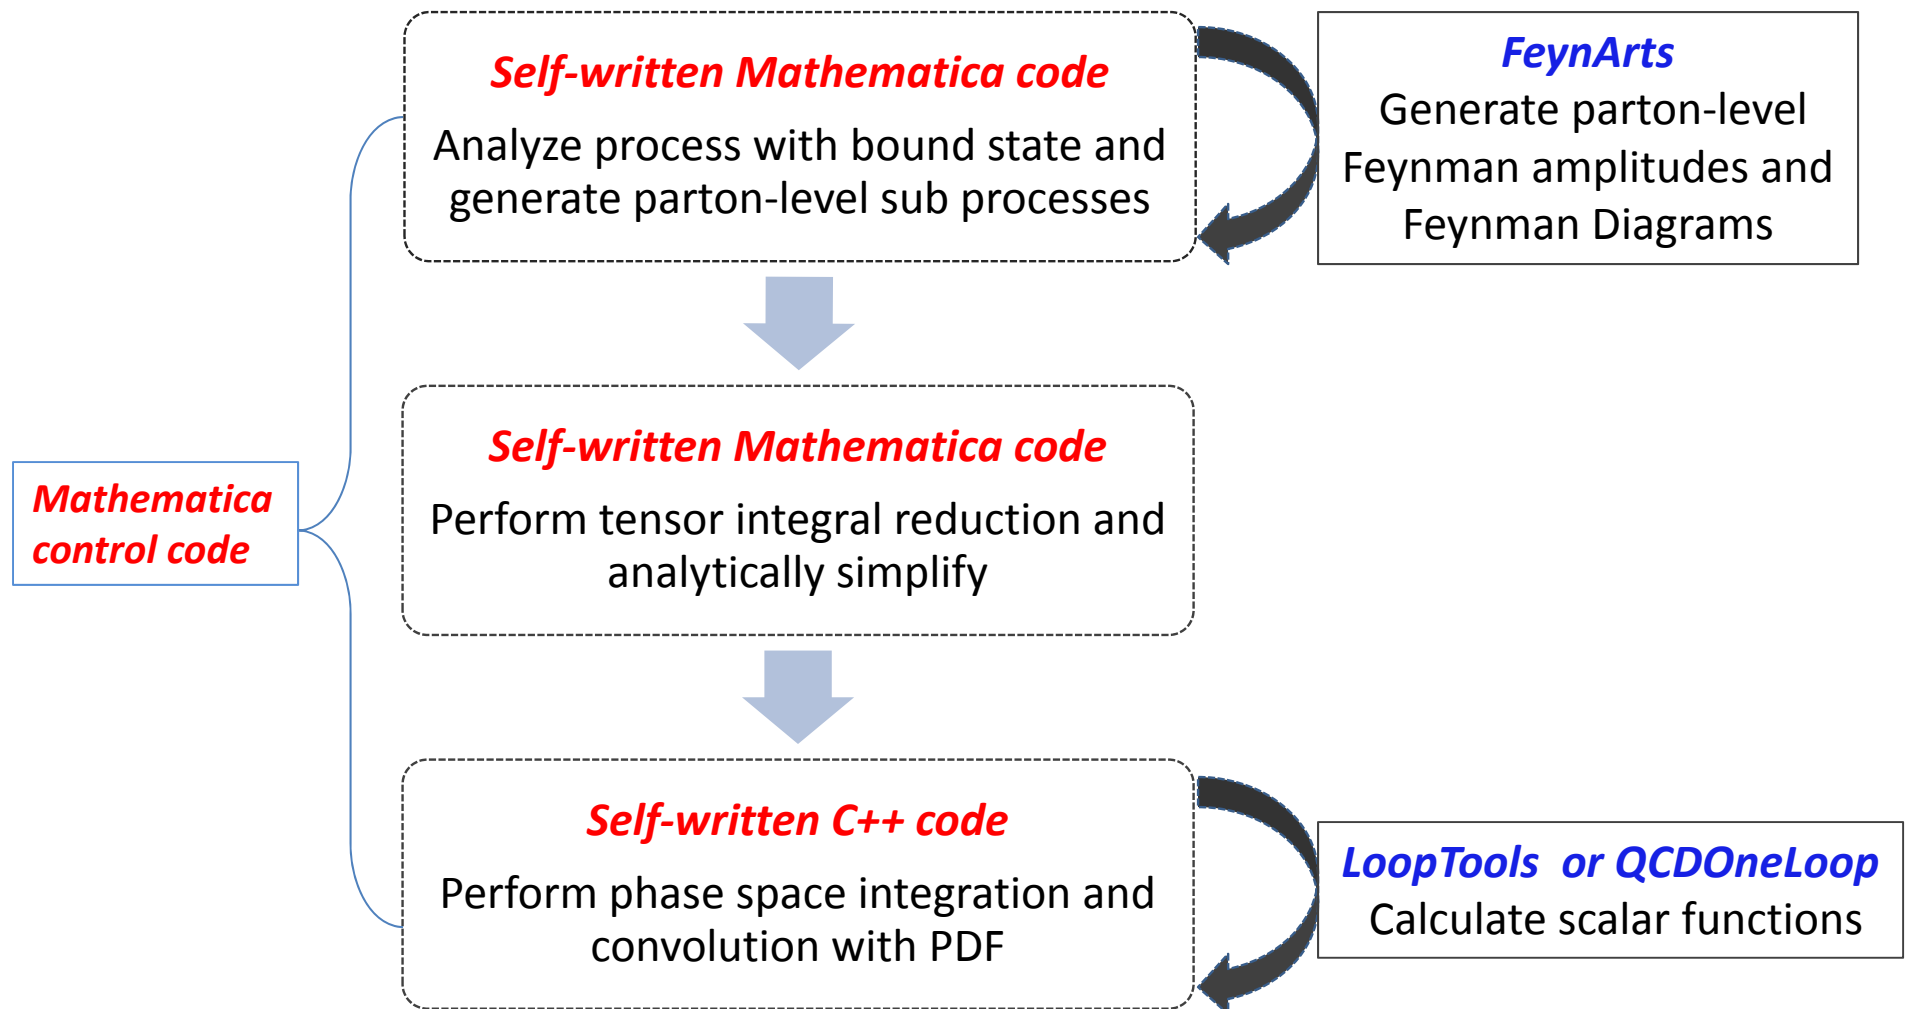 Self-written Mathematica code
Analyze process with bound state and
generate parton-level sub processes
FeynArts
Generate parton-level
Feynman amplitudes and
Feynman Diagrams
Mathematica
control code
Self-written Mathematica code
Perform tensor integral reduction and
analytically simplify
Self-written C++ code
Perform phase space integration and
convolution with PDF
LoopTools or QCDOneLoop
Calculate scalar functions